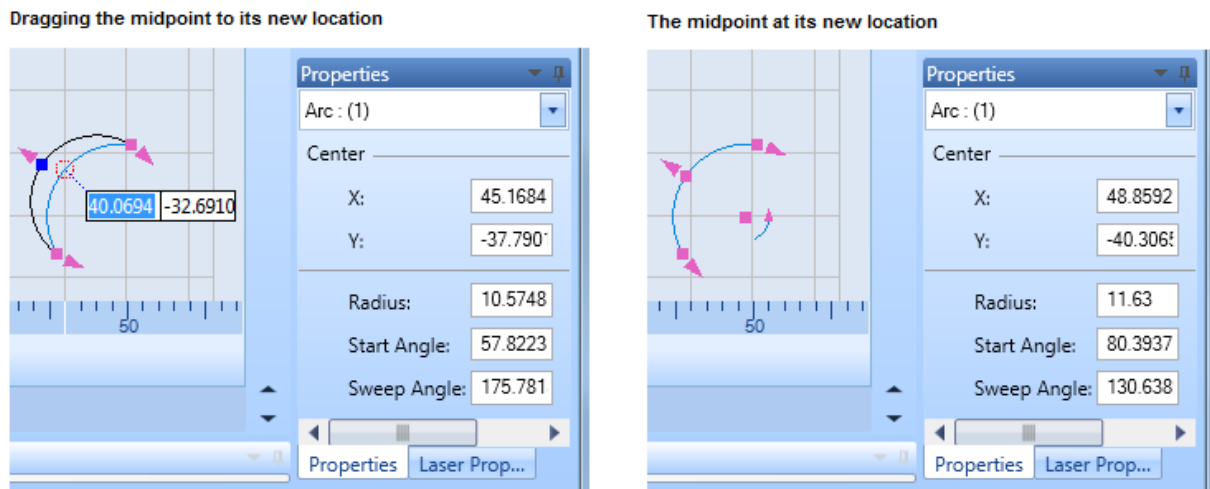 Dragging the midpoint to its new location
Properties
Arc : (1)
Center
X: 45.1684
Y: -37.7901
40.0694 -32.6910
Radius: 10.5748
50
Start Angle: 57.8223
Sweep Angle: 175.781
Properties Laser Prop...
The midpoint at its new location
Properties
Arc : (1)
Center
X: 48.8592
Y: -40.3065
Radius: 11.63
50
Start Angle: 80.3937
Sweep Angle: 130.638
Properties Laser Prop...